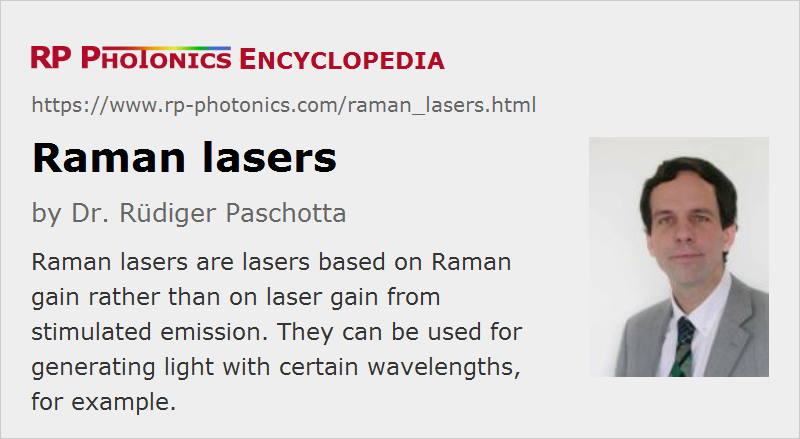 RP PHOTONICS ENCYCLOPEDIA
https://www.rp-photonics.com/raman_lasers.html
Raman lasers
by Dr. Rüdiger Paschotta
Raman lasers are lasers based on Raman
gain rather than on laser gain from
stimulated emission. They can be used for
generating light with certain wavelengths,
for example.